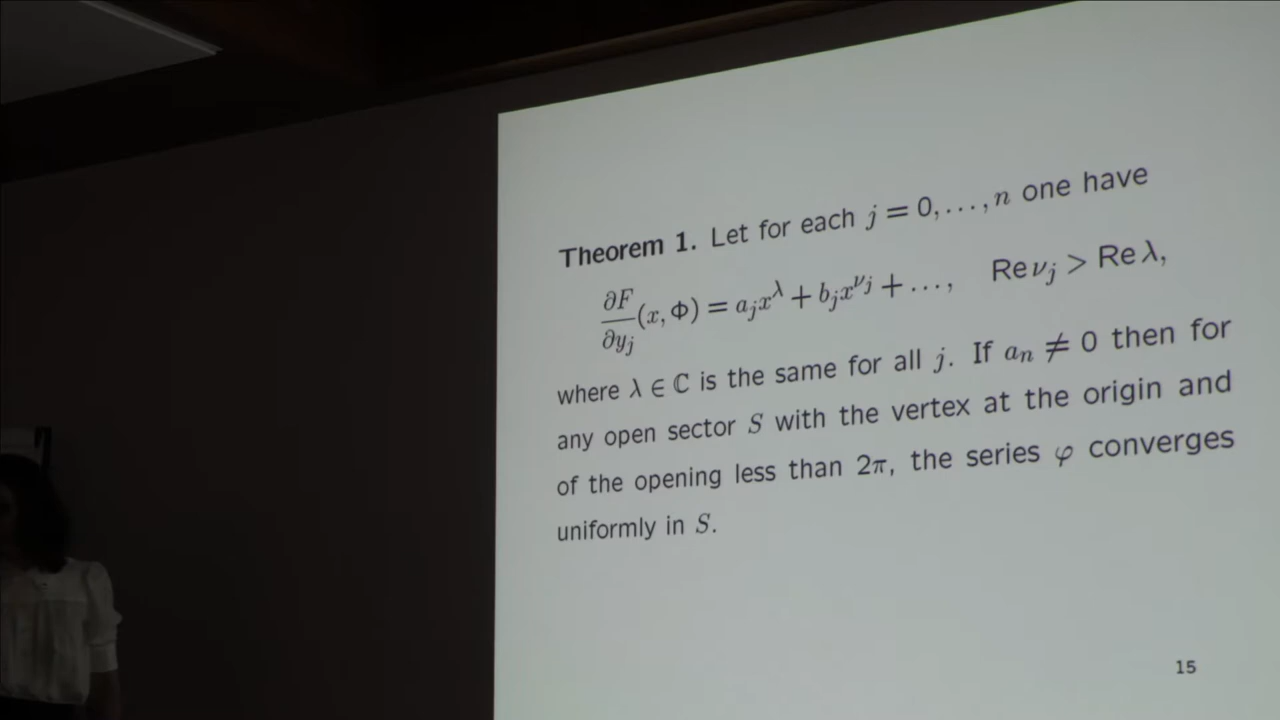 Theorem 1. Let for each j = 0, . . . , n one have
∂F/∂y_j (x, Φ) = a_j x^λ + b_j x^{ν_j} + . . . ,   Re ν_j > Re λ,
where λ ∈ ℂ is the same for all j. If a_n ≠ 0 then for
any open sector S with the vertex at the origin and
of the opening less than 2π, the series φ converges
uniformly in S.
15